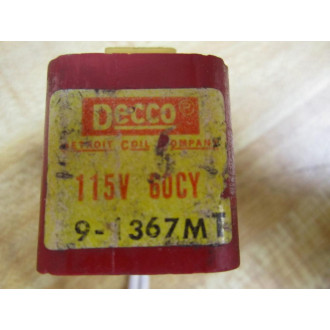 Decco®
DETROIT COIL COMPANY
115V 60CY
9-1367MT